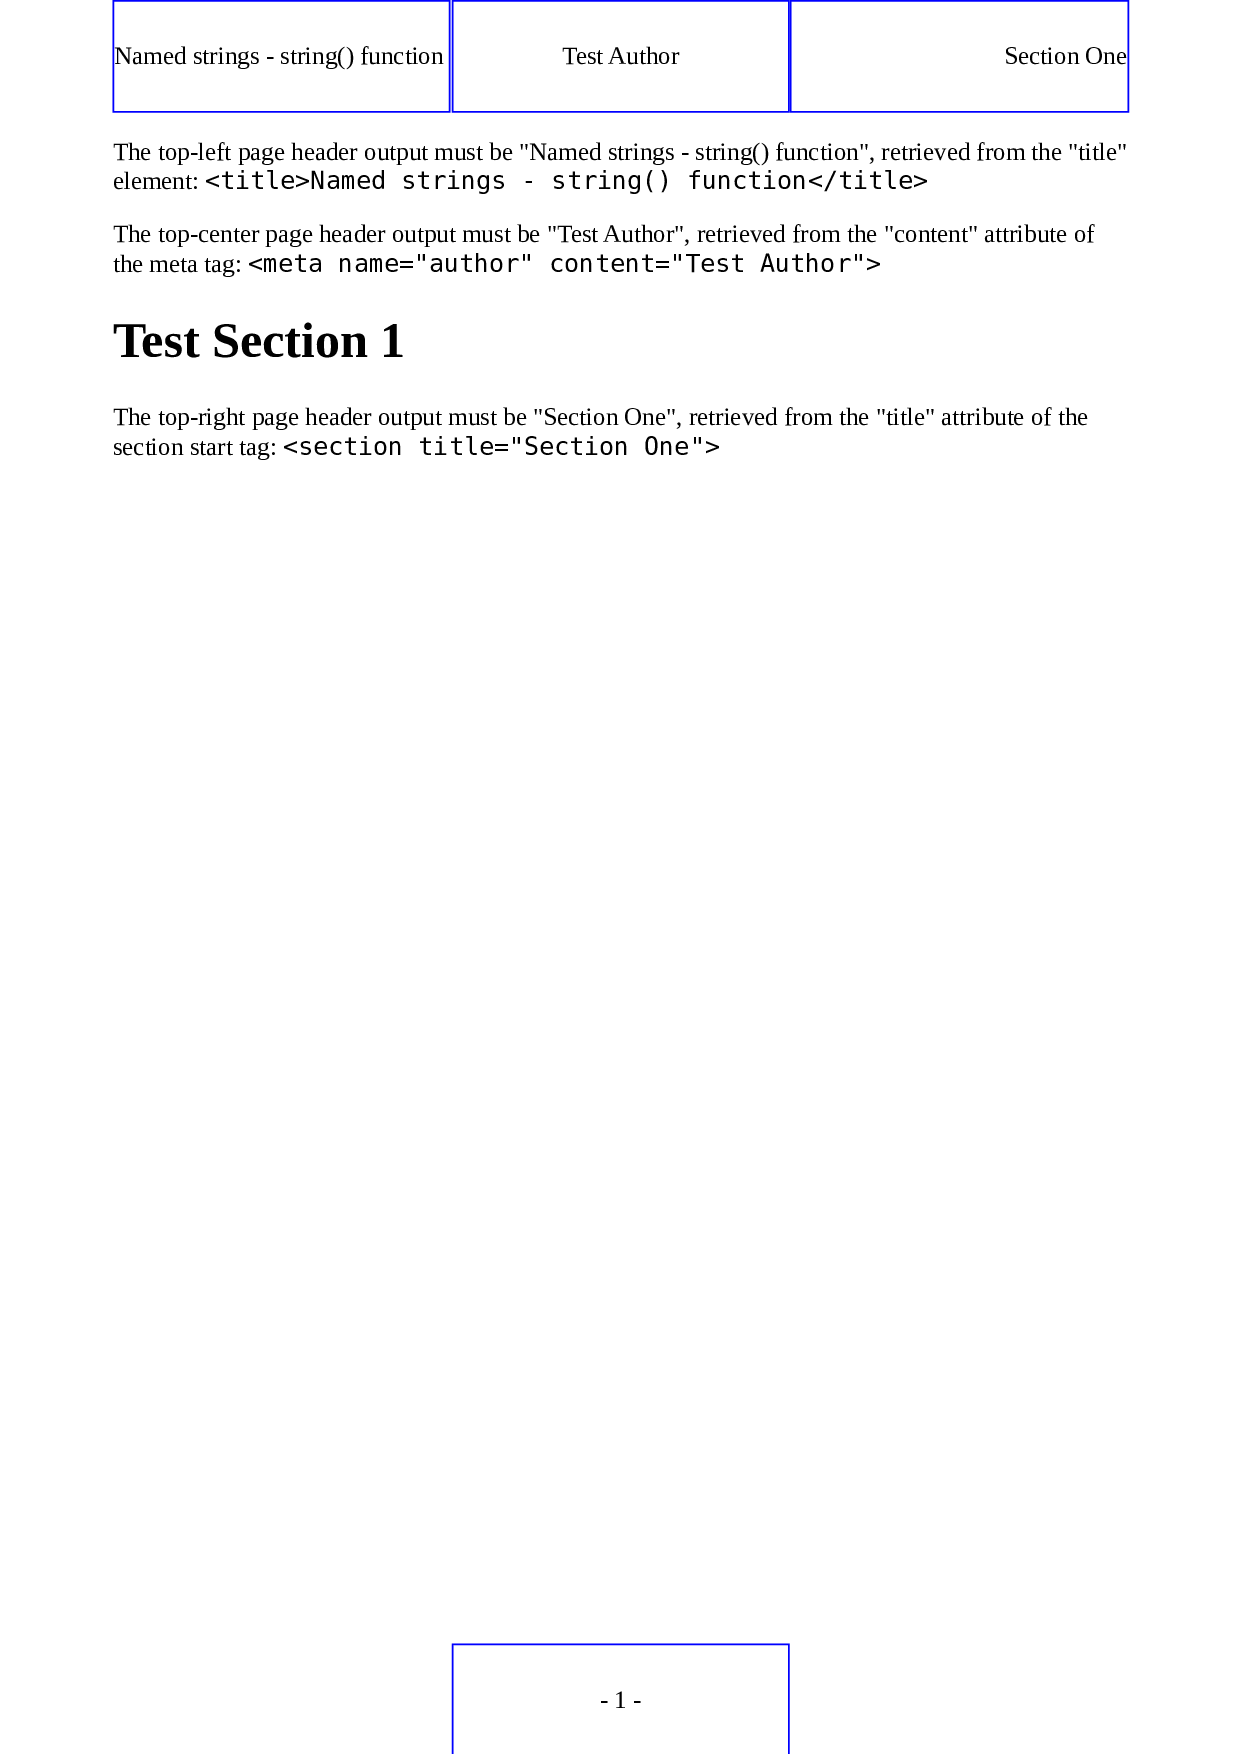 Named strings - string() function
Test Author
Section One
The top-left page header output must be "Named strings - string() function", retrieved from the "title"
element: <title>Named strings - string() function</title>
The top-center page header output must be "Test Author", retrieved from the "content" attribute of
the meta tag: <meta name="author" content="Test Author">
Test Section 1
The top-right page header output must be "Section One", retrieved from the "title" attribute of the
section start tag: <section title="Section One">
- 1 -